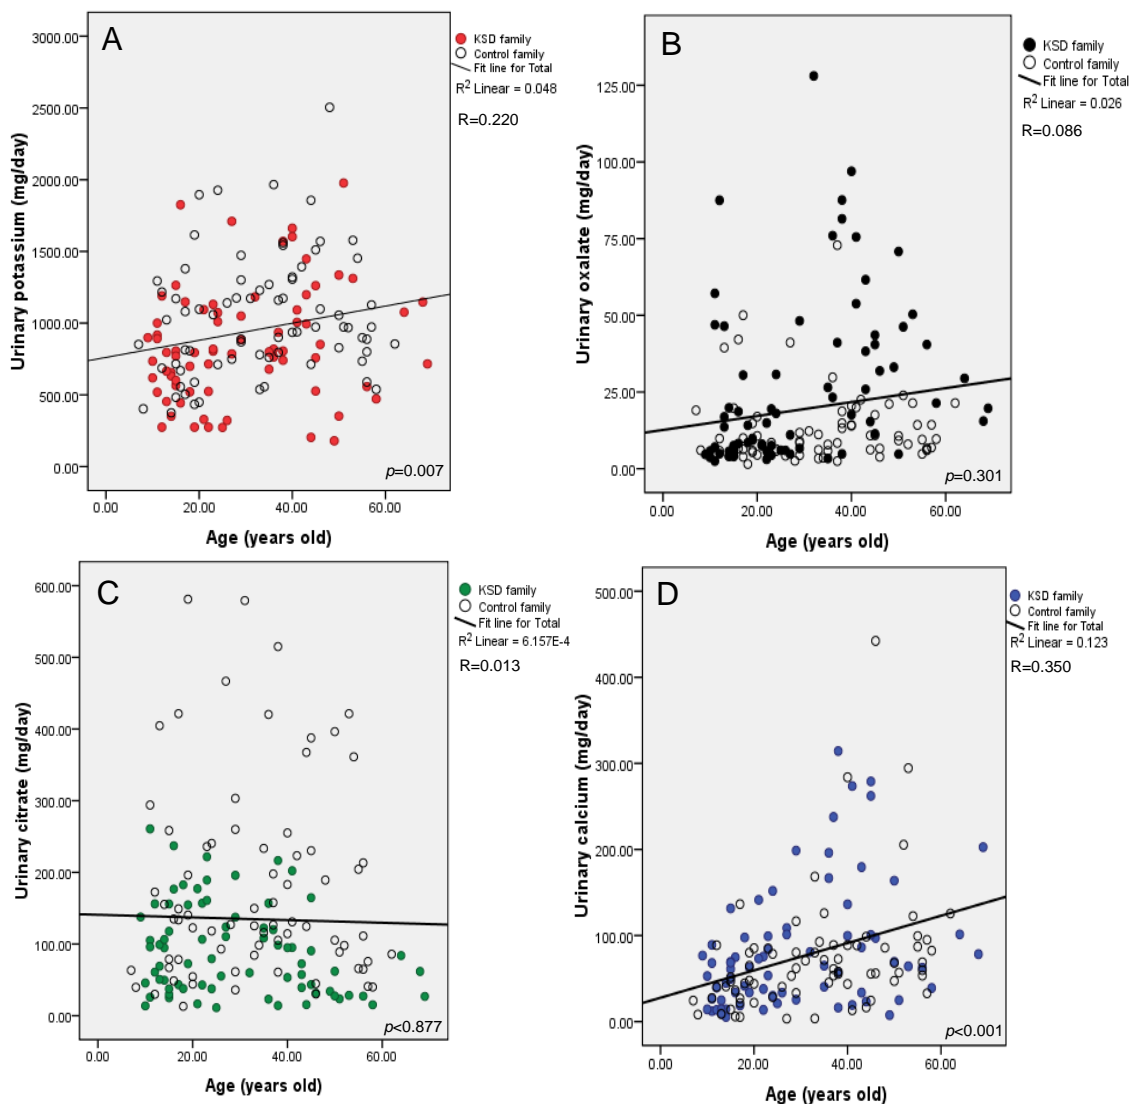 A
3000.00
2500.00
2000.00
1500.00
1000.00
500.00
0.00
Urinary potassium (mg/day)
0.00 20.00 40.00 60.00
Age (years old)
p=0.007
KSD family
Control family
Fit line for Total
R2 Linear = 0.048
R=0.220
B
125.00
100.00
75.00
50.00
25.00
0.00
Urinary oxalate (mg/day)
0.00 20.00 40.00 60.00
Age (years old)
p=0.301
KSD family
Control family
Fit line for Total
R2 Linear = 0.026
R=0.086
C
600.00
500.00
400.00
300.00
200.00
100.00
0.00
Urinary citrate (mg/day)
0.00 20.00 40.00 60.00
Age (years old)
p<0.877
KSD family
Control family
Fit line for Total
R2 Linear = 6.157E-4
R=0.013
D
500.00
400.00
300.00
200.00
100.00
0.00
Urinary calcium (mg/day)
0.00 20.00 40.00 60.00
Age (years old)
p<0.001
KSD family
Control family
Fit line for Total
R2 Linear = 0.123
R=0.350